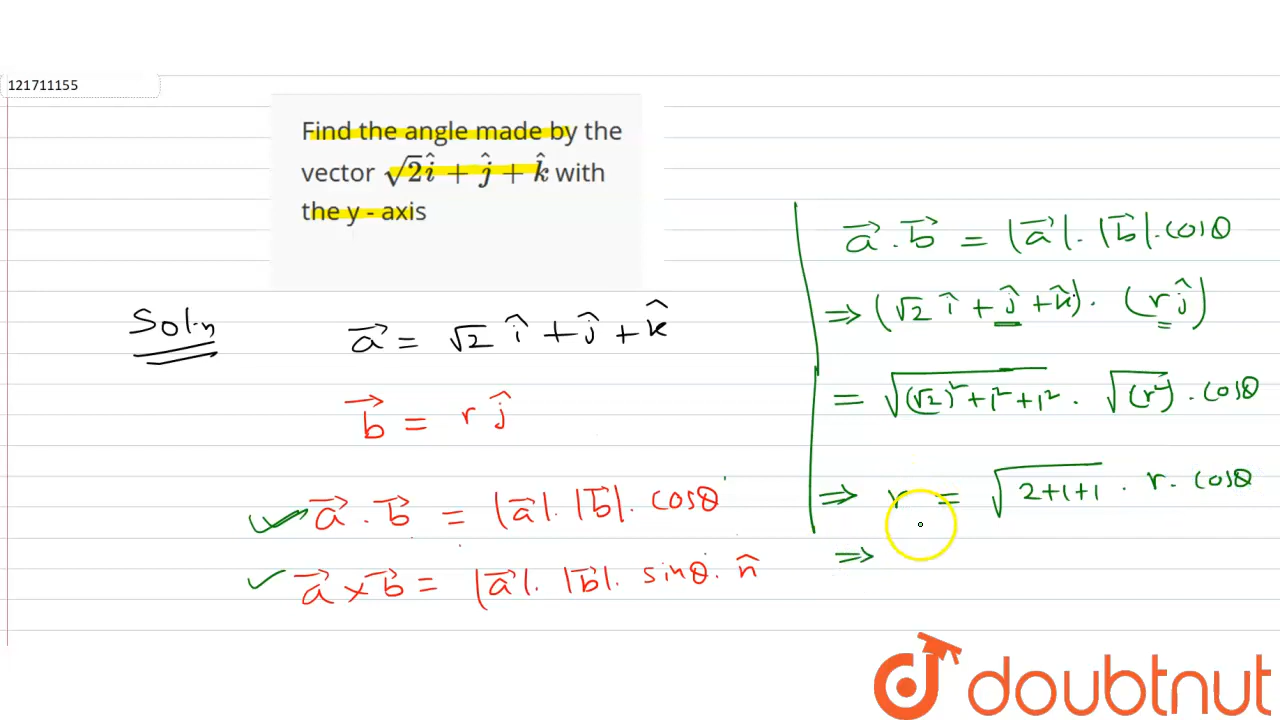 121711155
Find the angle made by the
vector √2î + ĵ + k̂ with
the y - axis
Sol.n
a⃗ = √2 î + ĵ + k̂
b⃗ = r ĵ
a⃗ . b⃗ = |a⃗|. |b⃗|. cosθ
a⃗ × b⃗ = |a⃗|. |b⃗|. sinθ. n̂
a⃗ . b⃗ = |a⃗|. |b⃗|. cosθ
⇒ (√2 î + ĵ + k̂). (r ĵ)
= √((√2)² + 1² + 1²) . √(r²) . cosθ
⇒ r = √(2+1+1) . r. cosθ
⇒
doubtnut